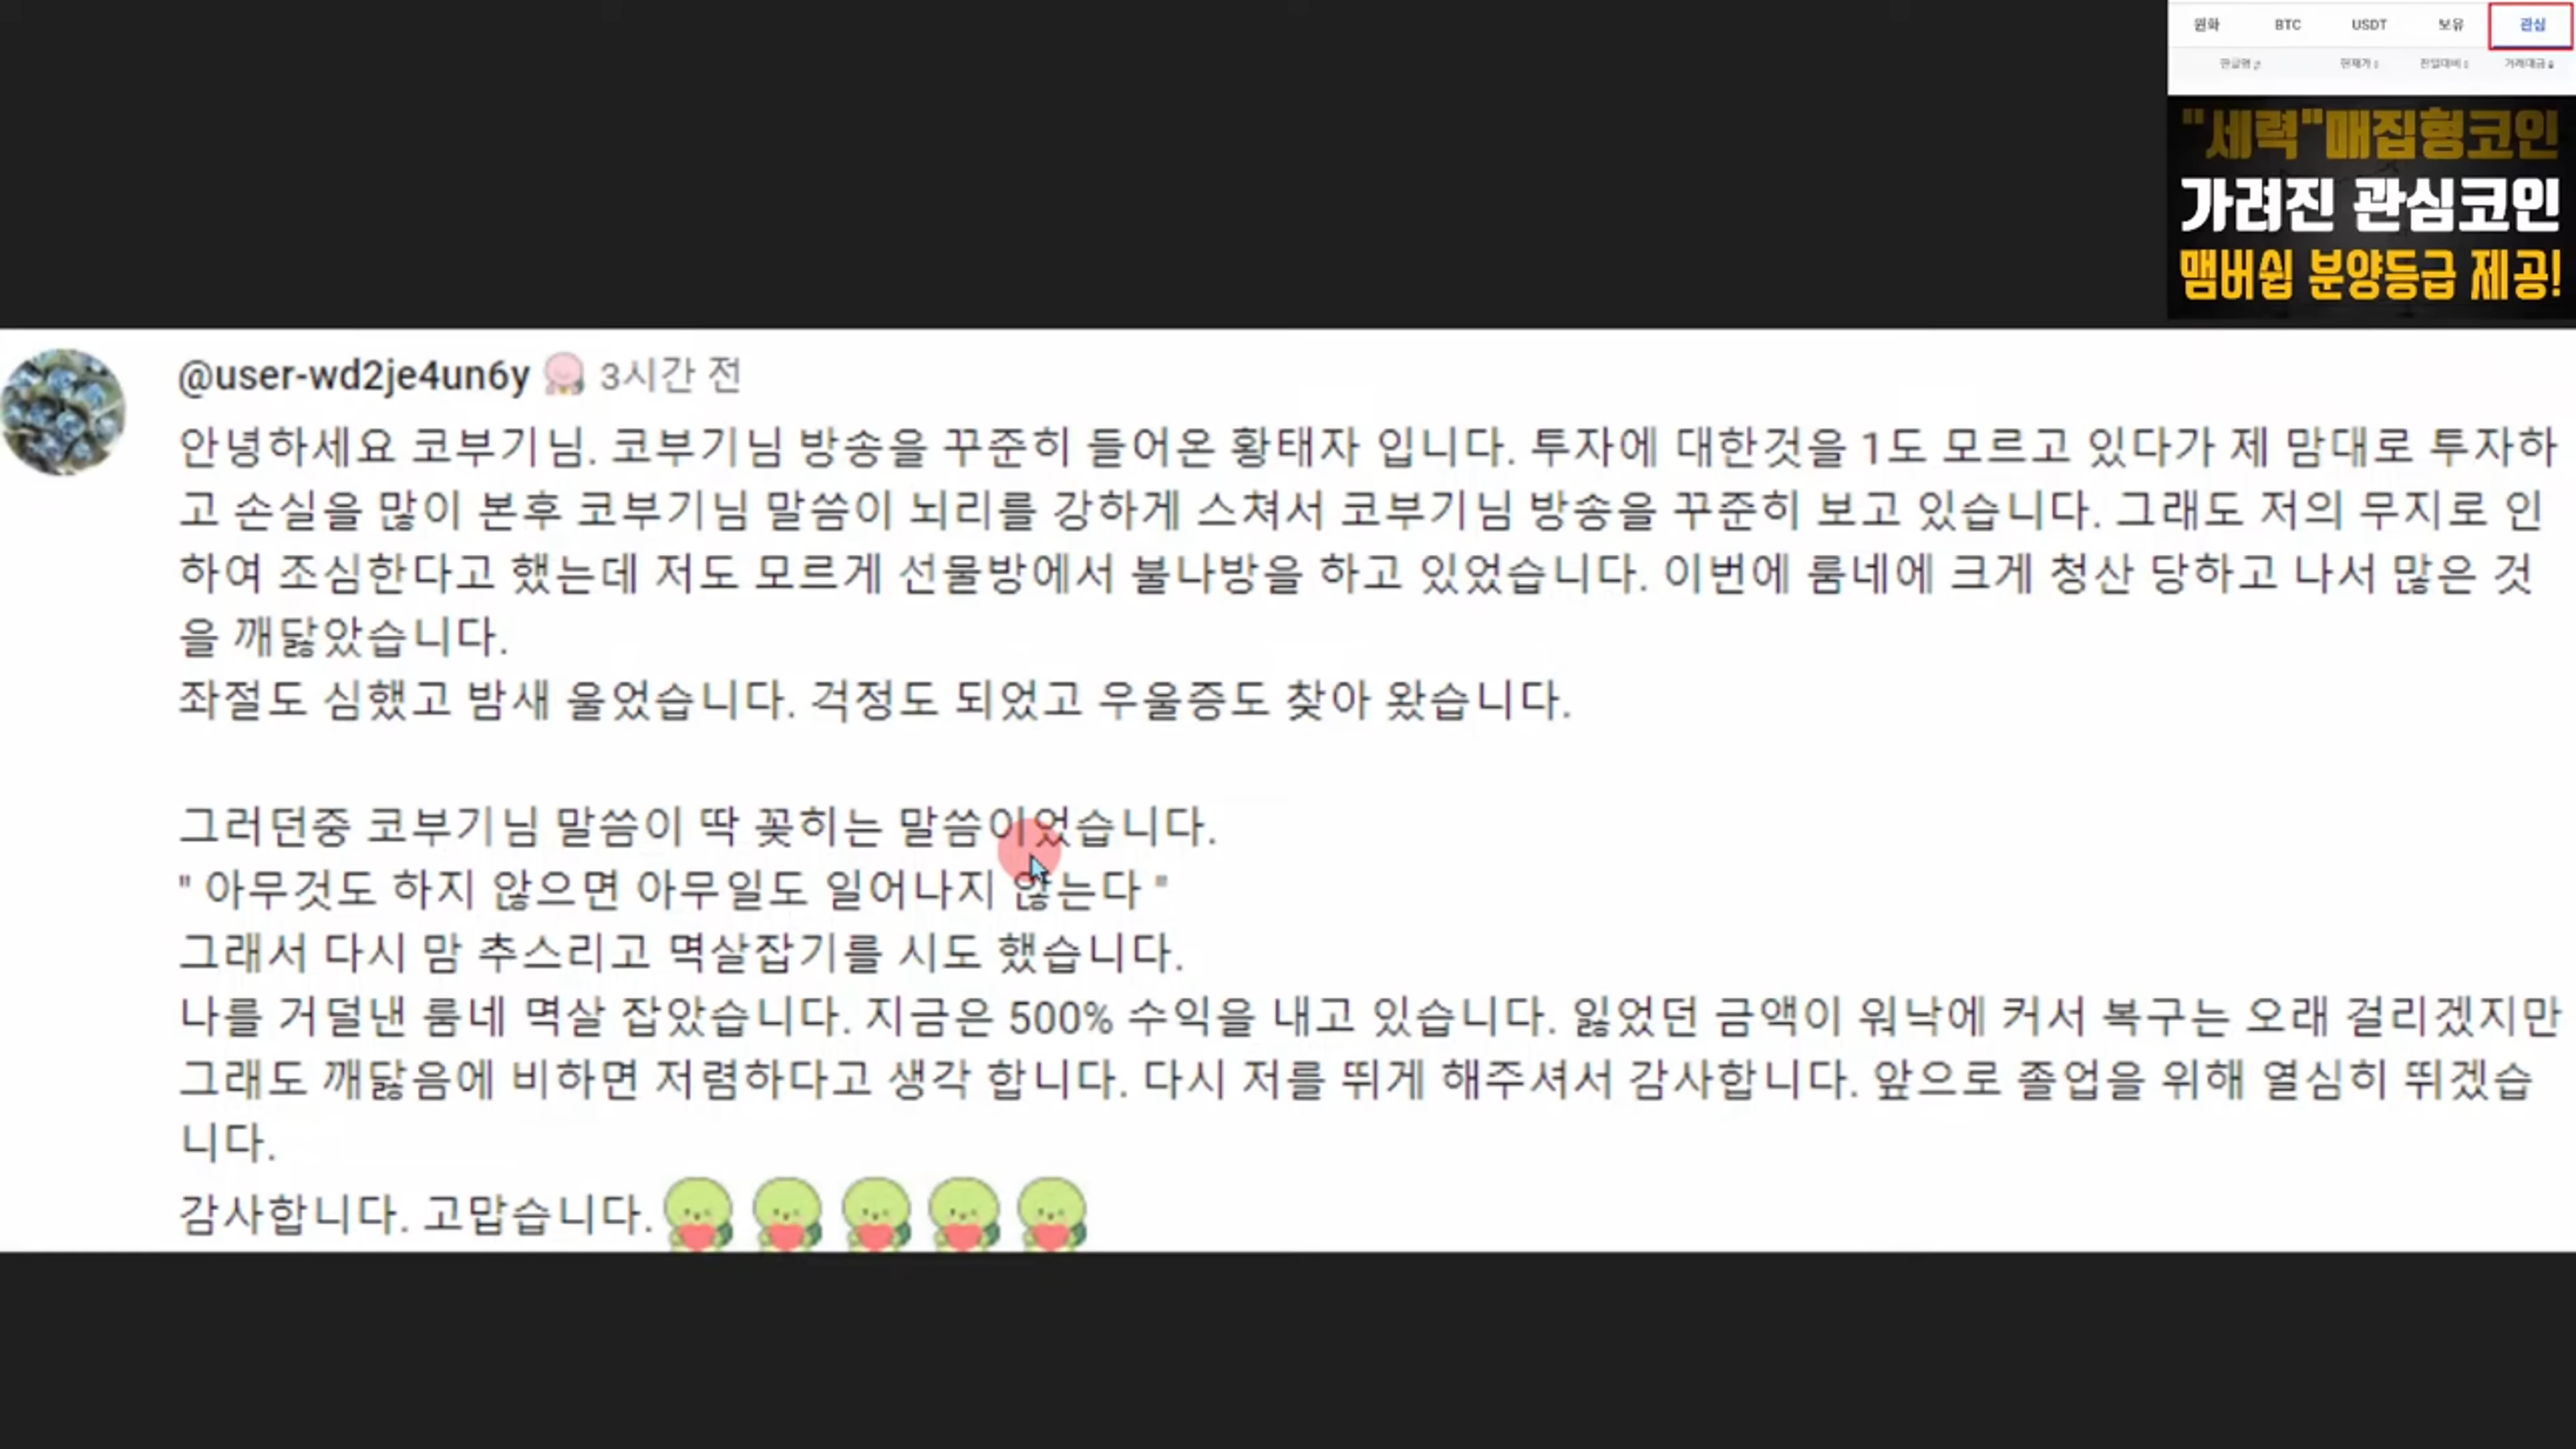 원화 BTC USDT 보유 관심
한글명 현재가 전일대비 거래대금
"세력"매집형코인
가려진 관심코인
맴버쉽 분양등급 제공!
@user-wd2je4un6y 3시간 전
안녕하세요 코부기님. 코부기님 방송을 꾸준히 들어온 황태자 입니다. 투자에 대한것을 1도 모르고 있다가 제 맘대로 투자하
고 손실을 많이 본후 코부기님 말씀이 뇌리를 강하게 스쳐서 코부기님 방송을 꾸준히 보고 있습니다. 그래도 저의 무지로 인
하여 조심한다고 했는데 저도 모르게 선물방에서 불나방을 하고 있었습니다. 이번에 룸네에 크게 청산 당하고 나서 많은 것
을 깨닳았습니다.
좌절도 심했고 밤새 울었습니다. 걱정도 되었고 우울증도 찾아 왔습니다.
그러던중 코부기님 말씀이 딱 꽂히는 말씀이었습니다.
" 아무것도 하지 않으면 아무일도 일어나지 않는다 "
그래서 다시 맘 추스리고 멱살잡기를 시도 했습니다.
나를 거덜낸 룸네 멱살 잡았습니다. 지금은 500% 수익을 내고 있습니다. 잃었던 금액이 워낙에 커서 복구는 오래 걸리겠지만
그래도 깨닳음에 비하면 저렴하다고 생각 합니다. 다시 저를 뛰게 해주셔서 감사합니다. 앞으로 졸업을 위해 열심히 뛰겠습
니다.
감사합니다. 고맙습니다.